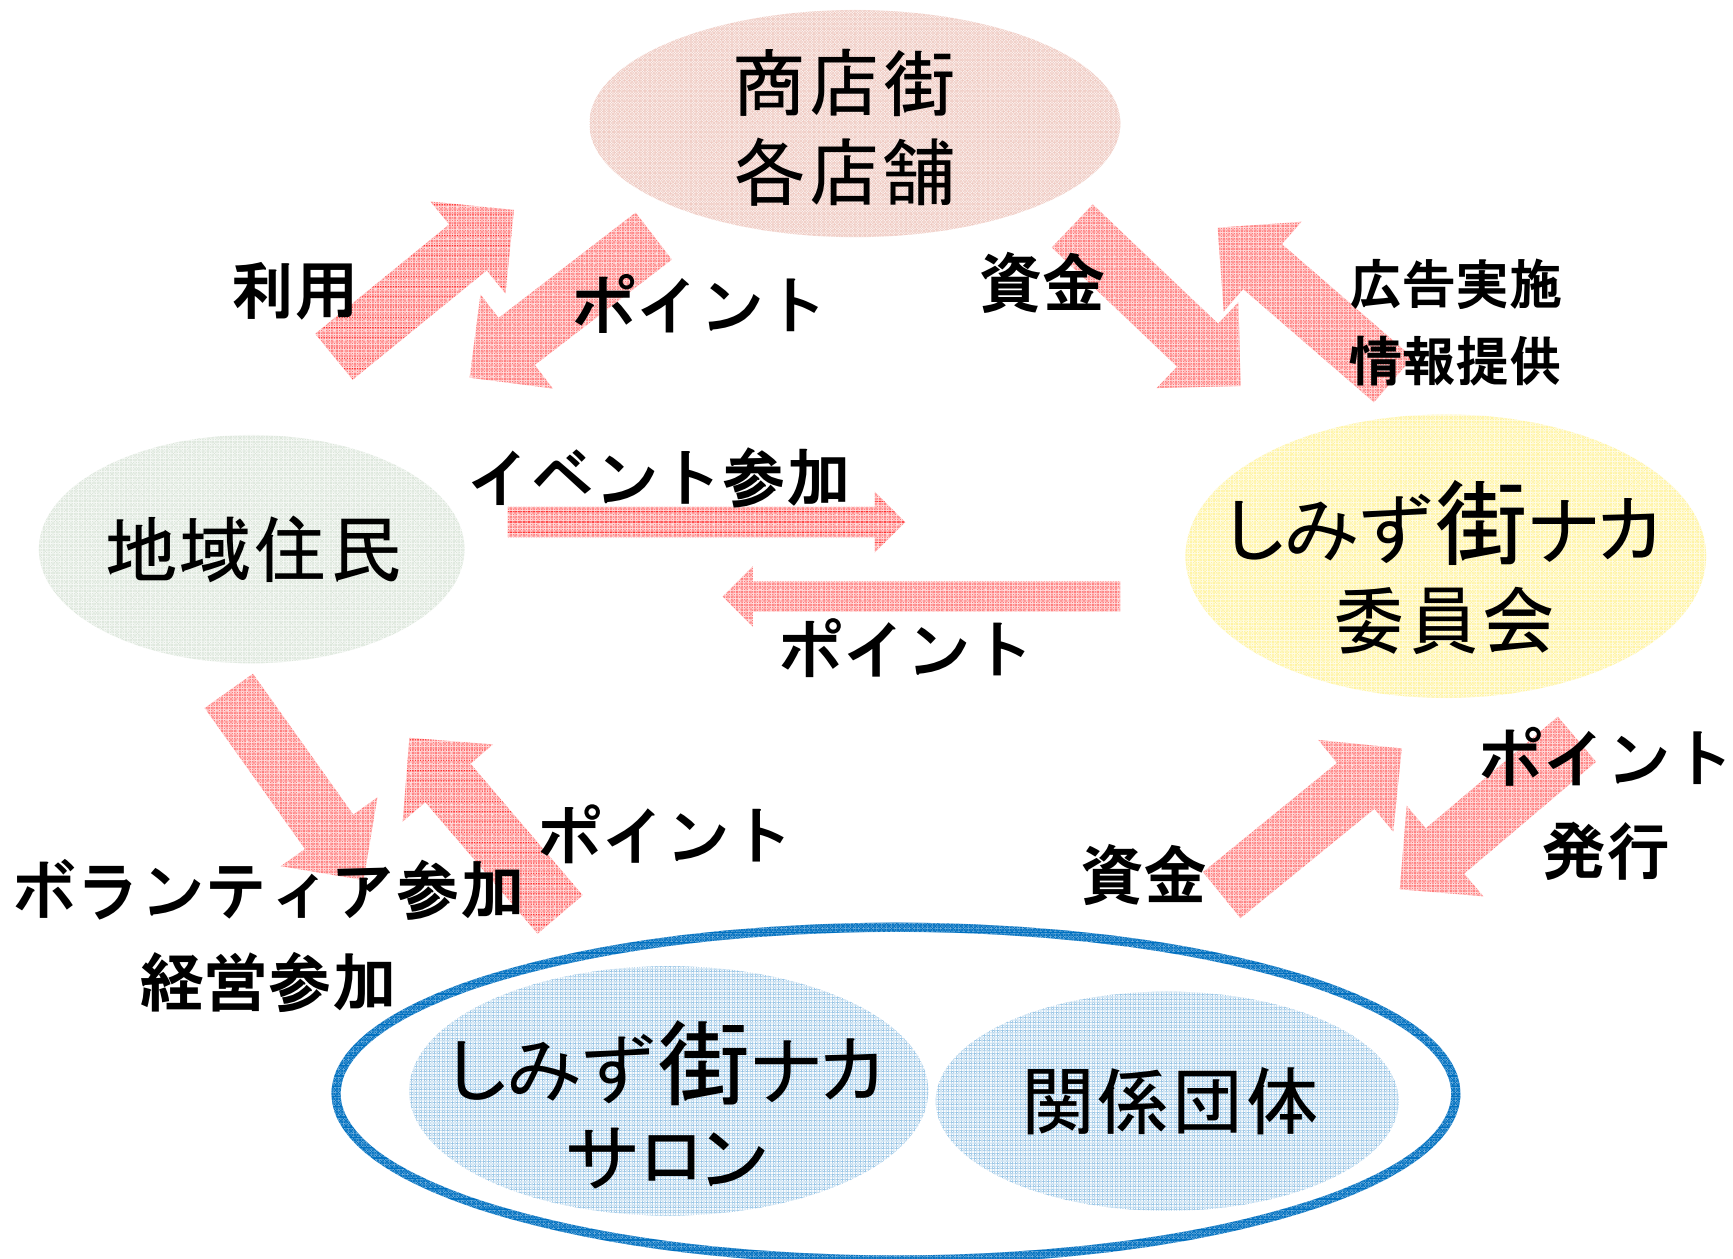 商店街
各店舗
利用
ポイント
資金
広告実施
情報提供
イベント参加
地域住民
しみず街ナカ
委員会
ポイント
ポイント
発行
ポイント
資金
ボランティア参加
経営参加
しみず街ナカ
サロン
関係団体